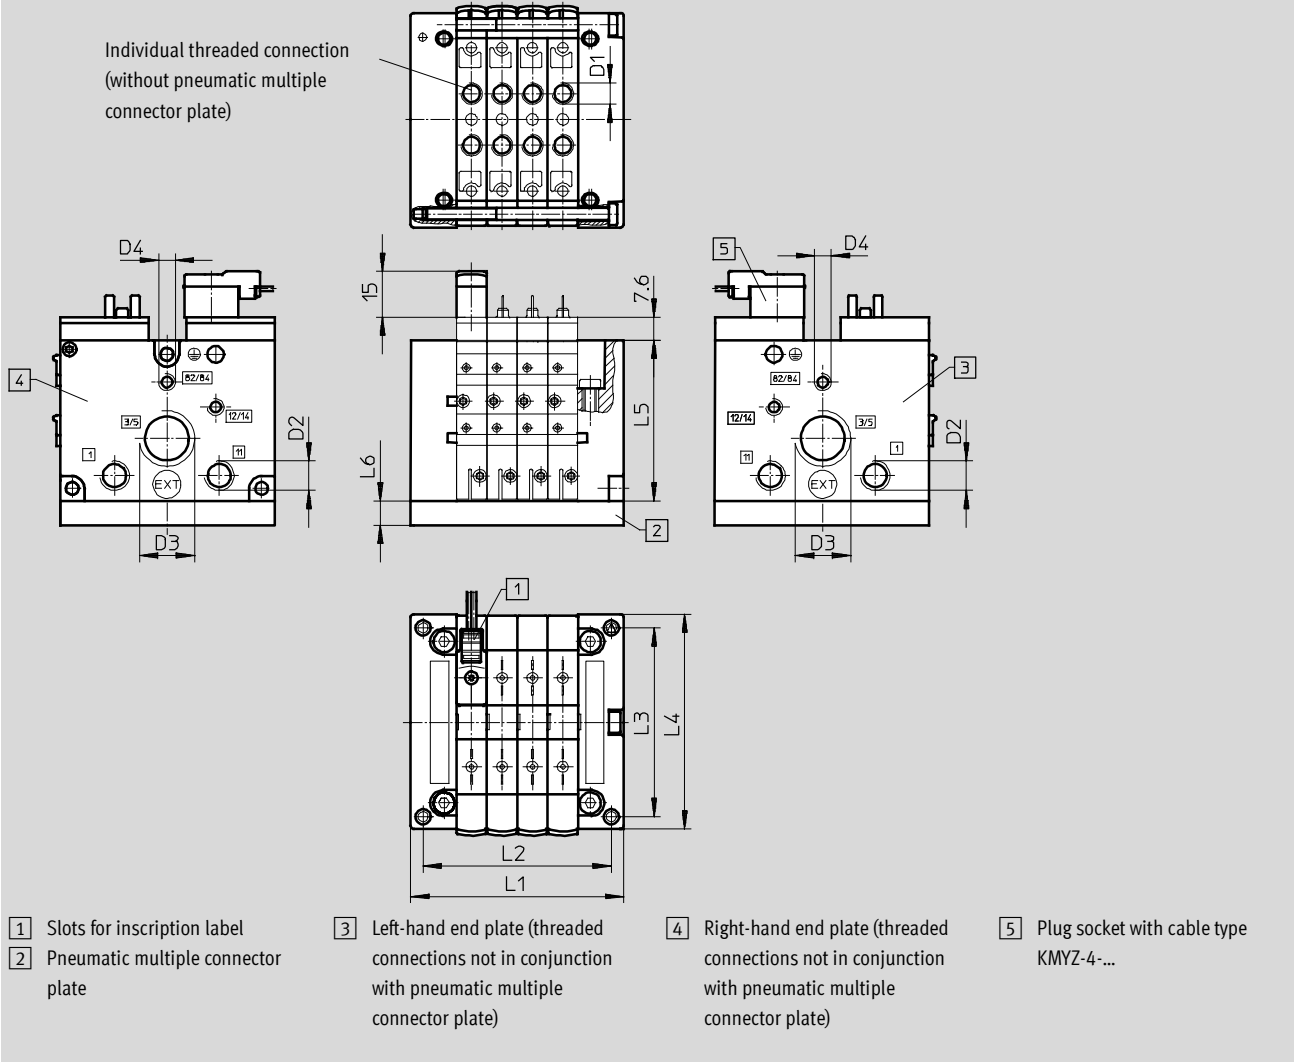 Individual threaded connection
(without pneumatic multiple
connector plate)
D1
D4
5
D4
15
7.6
4
82/84
3/5
12/14
1
11
EXT
D2
D3
L5
L6
2
82/84
12/14
3/5
11
1
EXT
D2
D3
3
1
L3
L4
L2
L1
1 Slots for inscription label
2 Pneumatic multiple connector
plate
3 Left-hand end plate (threaded
connections not in conjunction
with pneumatic multiple
connector plate)
4 Right-hand end plate (threaded
connections not in conjunction
with pneumatic multiple
connector plate)
5 Plug socket with cable type
KMYZ-4-...